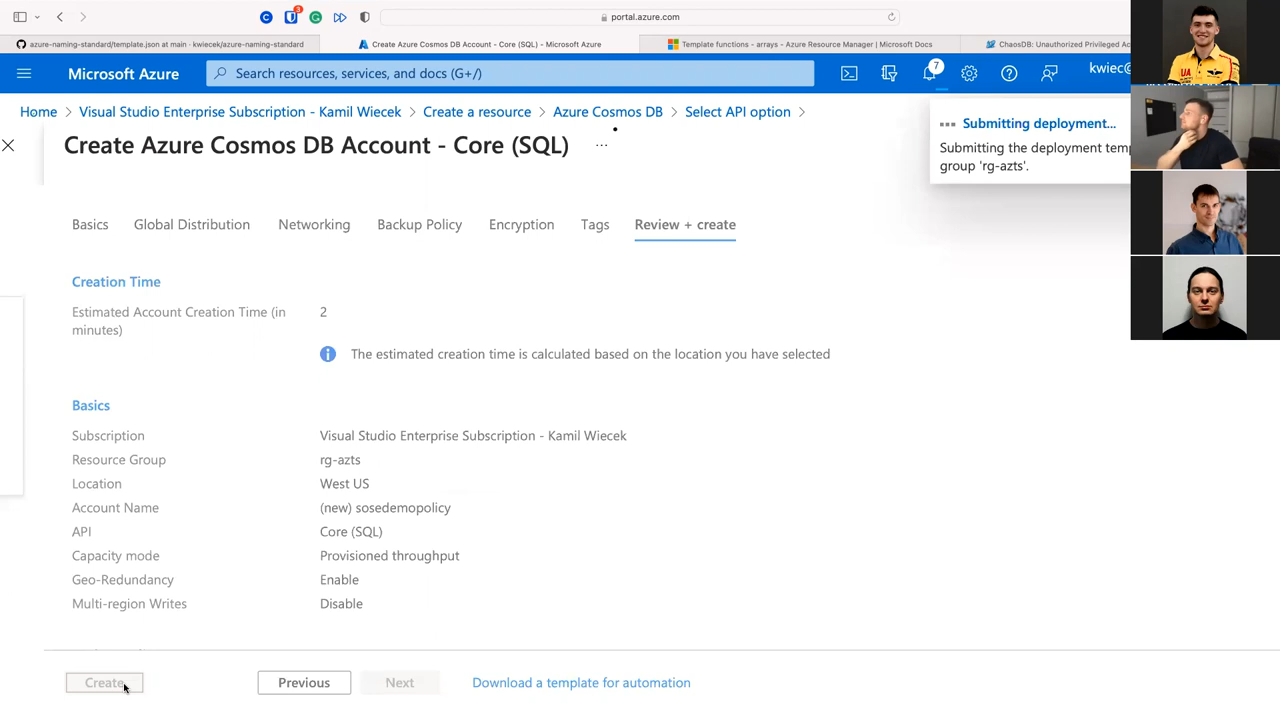 3
portal.azure.com
azure-naming-standard/template.json at main · kwiecek/azure-naming-standard
Create Azure Cosmos DB Account - Core (SQL) - Microsoft Azure
Template functions - arrays - Azure Resource Manager | Microsoft Docs
ChaosDB: Unauthorized Privileged Ac
Microsoft Azure
Search resources, services, and docs (G+/)
7
kwiec@
Home > Visual Studio Enterprise Subscription - Kamil Wiecek > Create a resource > Azure Cosmos DB > Select API option >
Create Azure Cosmos DB Account - Core (SQL) ...
Submitting deployment...
Submitting the deployment temp
group 'rg-azts'.
Basics Global Distribution Networking Backup Policy Encryption Tags Review + create
Creation Time
Estimated Account Creation Time (in minutes) 2
The estimated creation time is calculated based on the location you have selected
Basics
Subscription Visual Studio Enterprise Subscription - Kamil Wiecek
Resource Group rg-azts
Location West US
Account Name (new) sosedemopolicy
API Core (SQL)
Capacity mode Provisioned throughput
Geo-Redundancy Enable
Multi-region Writes Disable
Create Previous Next Download a template for automation